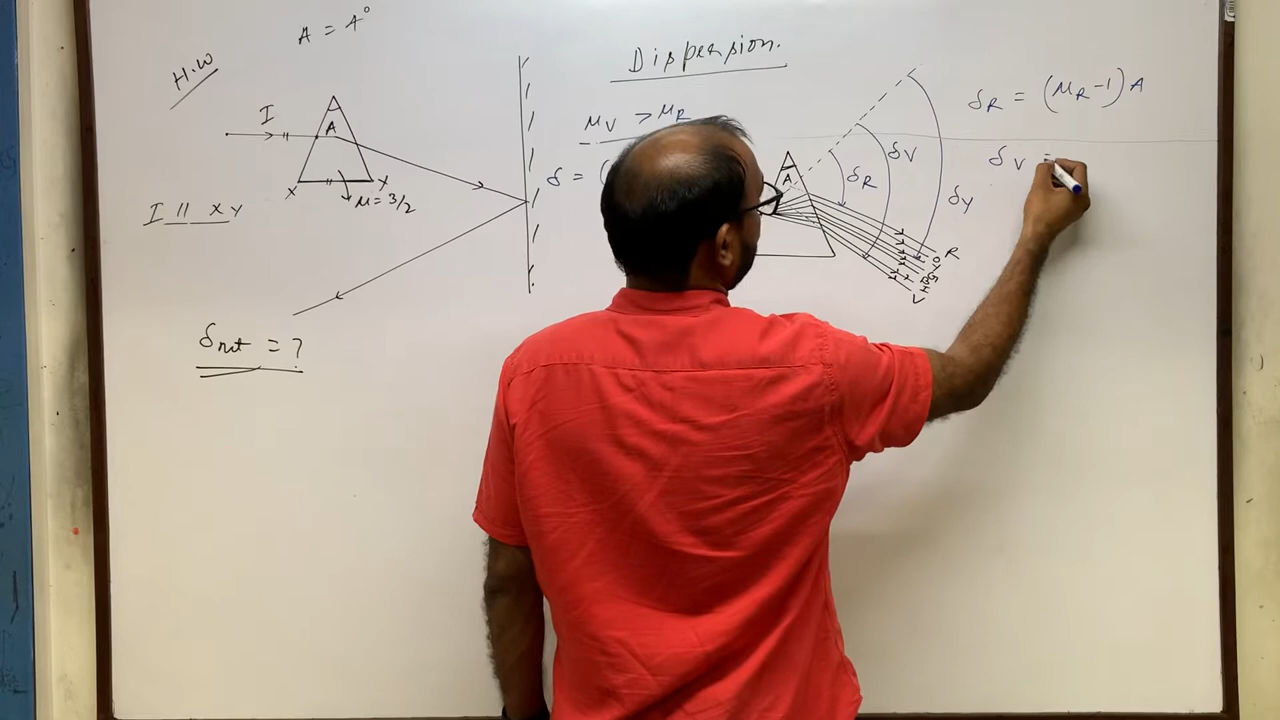 H.W
A = 4°
I
A
X Y
μ = 3/2
I // XY
δnet = ?
Dispersion.
μV > μR
δ = (
A
δR
δV
δY
R
O
Y
G
B
I
V
δR = (μR - 1) A
δV =